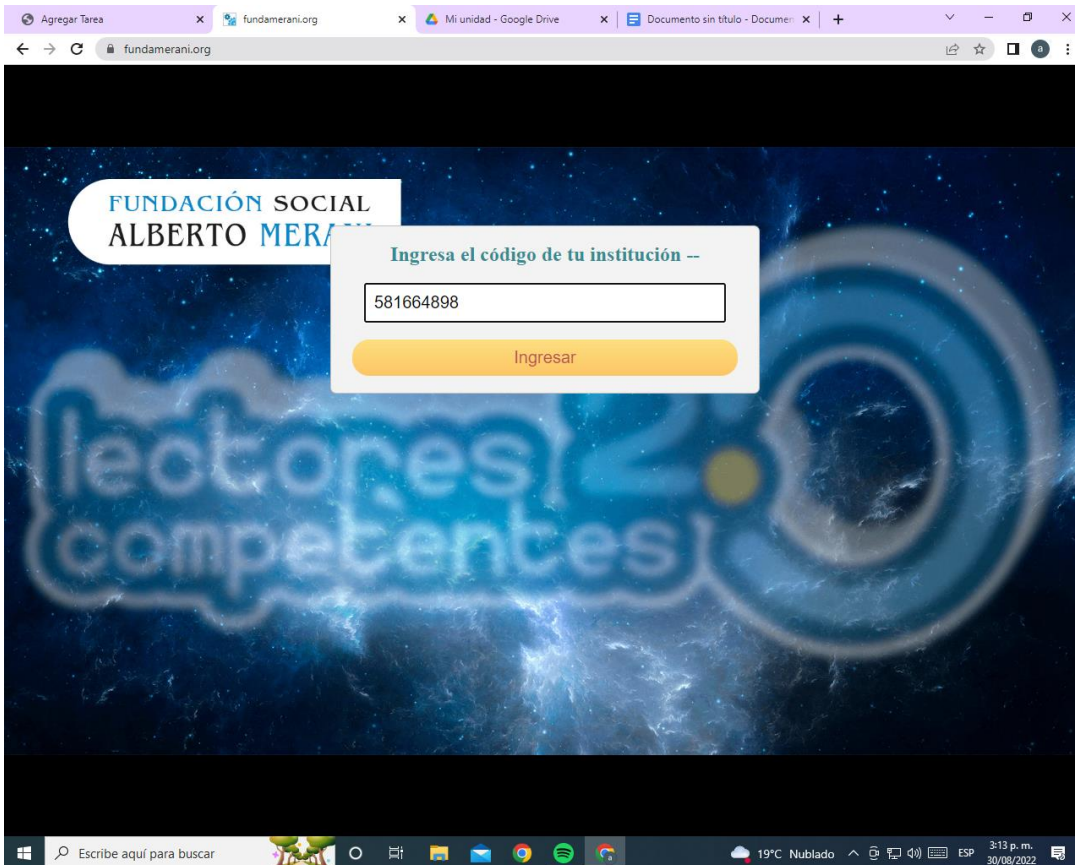 Agregar Tarea
fundamerani.org
Mi unidad - Google Drive
Documento sin título - Documen
fundamerani.org
a
FUNDACIÓN SOCIAL
ALBERTO
Ingresa el código de tu institución --
581664898
Ingresar
lectores 2.0
competentes
Escribe aquí para buscar
19°C Nublado
ESP
3:13 p. m.
30/08/2022